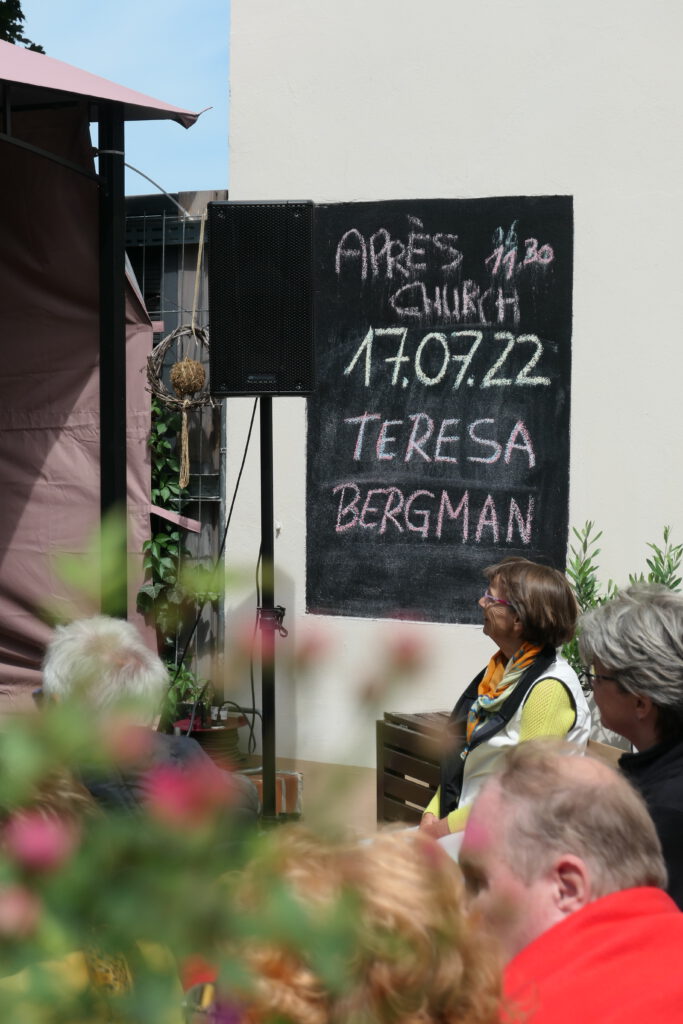 APRÈS 11.30
CHURCH
17.07.22
TERESA
BERGMAN